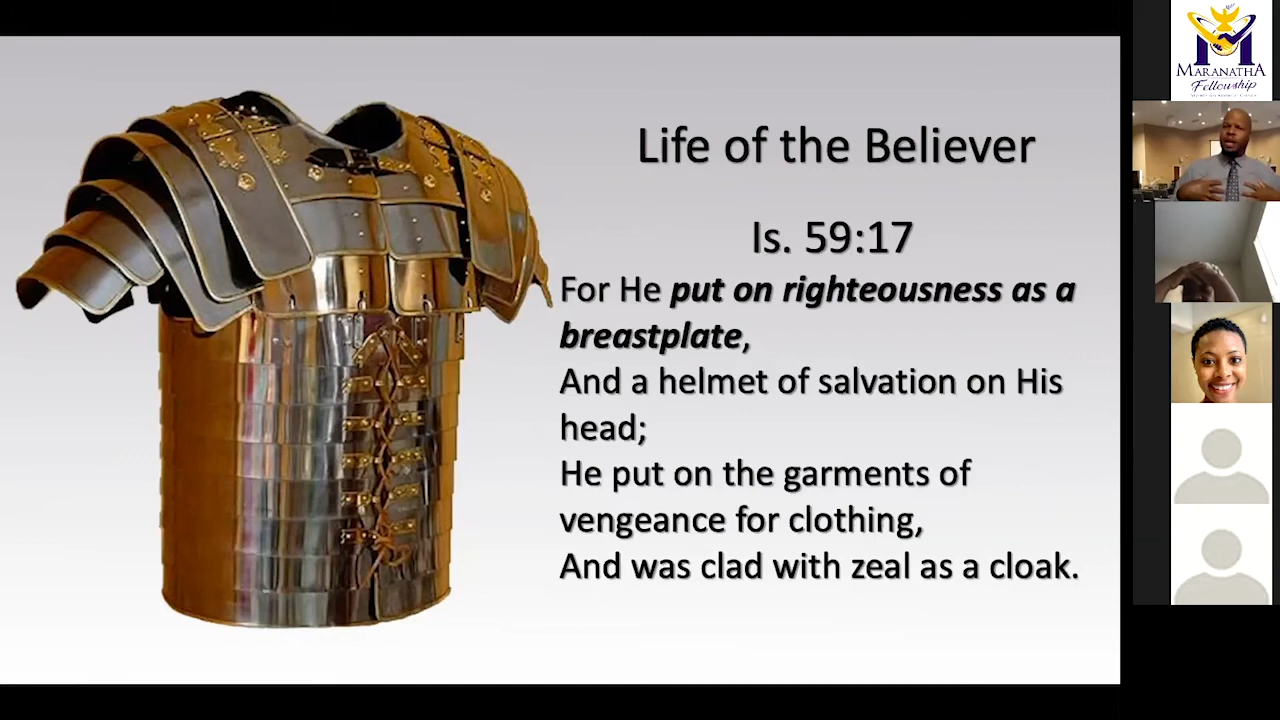 Life of the Believer
Is. 59:17
For He put on righteousness as a
breastplate,
And a helmet of salvation on His
head;
He put on the garments of
vengeance for clothing,
And was clad with zeal as a cloak.
MARANATHA
Fellowship